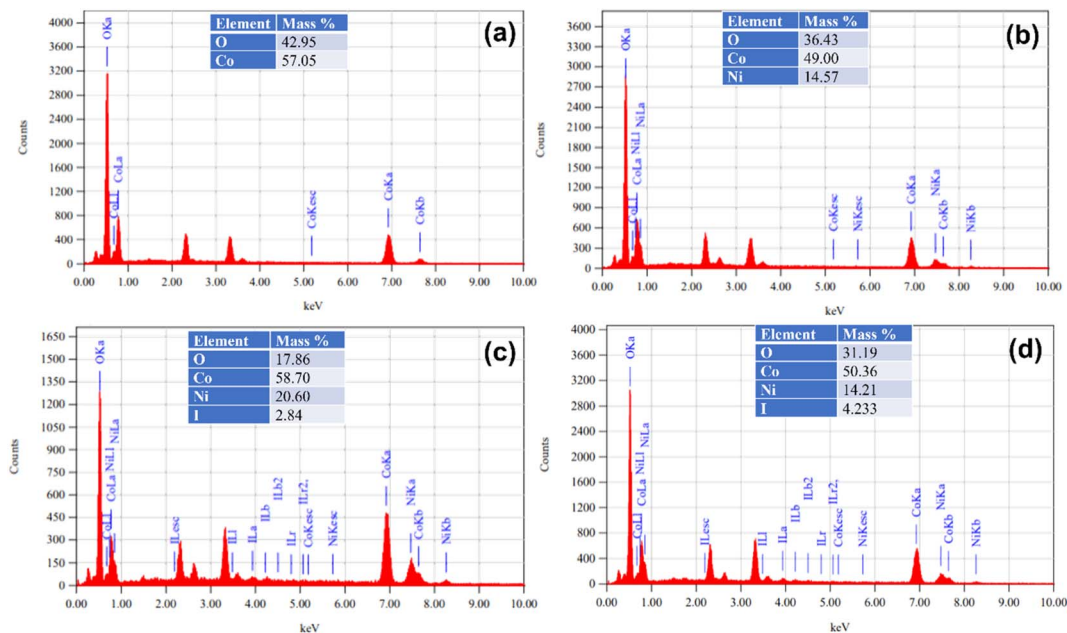 (a)
Element Mass %
O 42.95
Co 57.05
Counts
4000
3600
3200
2800
2400
2000
1600
1200
800
400
0
OKa
CoLl
CoLa
CoKesc
CoKa
CoKb
0.00 1.00 2.00 3.00 4.00 5.00 6.00 7.00 8.00 9.00 10.00
keV
(b)
Element Mass %
O 36.43
Co 49.00
Ni 14.57
Counts
3600
3300
3000
2700
2400
2100
1800
1500
1200
900
600
300
0
OKa
CoLl
CoLa
NiLl
NiLa
CoKesc
NiKesc
CoKa
NiKa
CoKb
NiKb
0.00 1.00 2.00 3.00 4.00 5.00 6.00 7.00 8.00 9.00 10.00
keV
(c)
Element Mass %
O 17.86
Co 58.70
Ni 20.60
I 2.84
Counts
1650
1500
1350
1200
1050
900
750
600
450
300
150
0
OKa
CoLl
CoLa
NiLl
NiLa
ILesc
ILl
ILa
ILb
ILb2
ILr
ILr2,
CoKesc
NiKesc
CoKa
NiKa
CoKb
NiKb
0.00 1.00 2.00 3.00 4.00 5.00 6.00 7.00 8.00 9.00 10.00
keV
(d)
Element Mass %
O 31.19
Co 50.36
Ni 14.21
I 4.233
Counts
4000
3600
3200
2800
2400
2000
1600
1200
800
400
0
OKa
CoLl
CoLa
NiLl
NiLa
ILesc
ILl
ILa
ILb
ILb2
ILr
ILr2,
CoKesc
NiKesc
CoKa
NiKa
CoKb
NiKb
0.00 1.00 2.00 3.00 4.00 5.00 6.00 7.00 8.00 9.00 10.00
keV